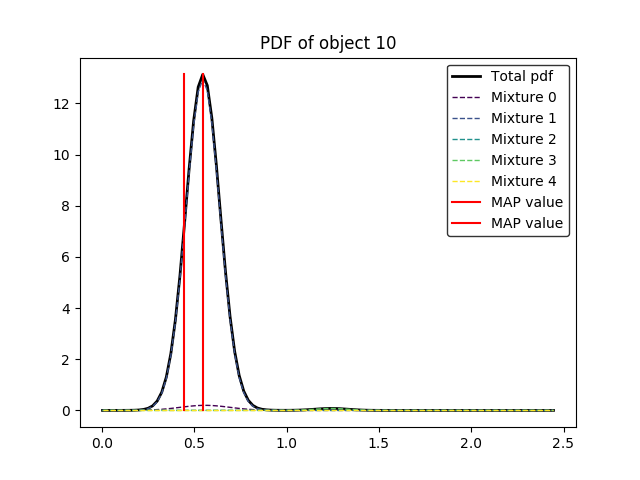 PDF of object 10
Total pdf
Mixture 0
Mixture 1
Mixture 2
Mixture 3
Mixture 4
MAP value
MAP value
12
10
8
6
4
2
0
0.0 0.5 1.0 1.5 2.0 2.5